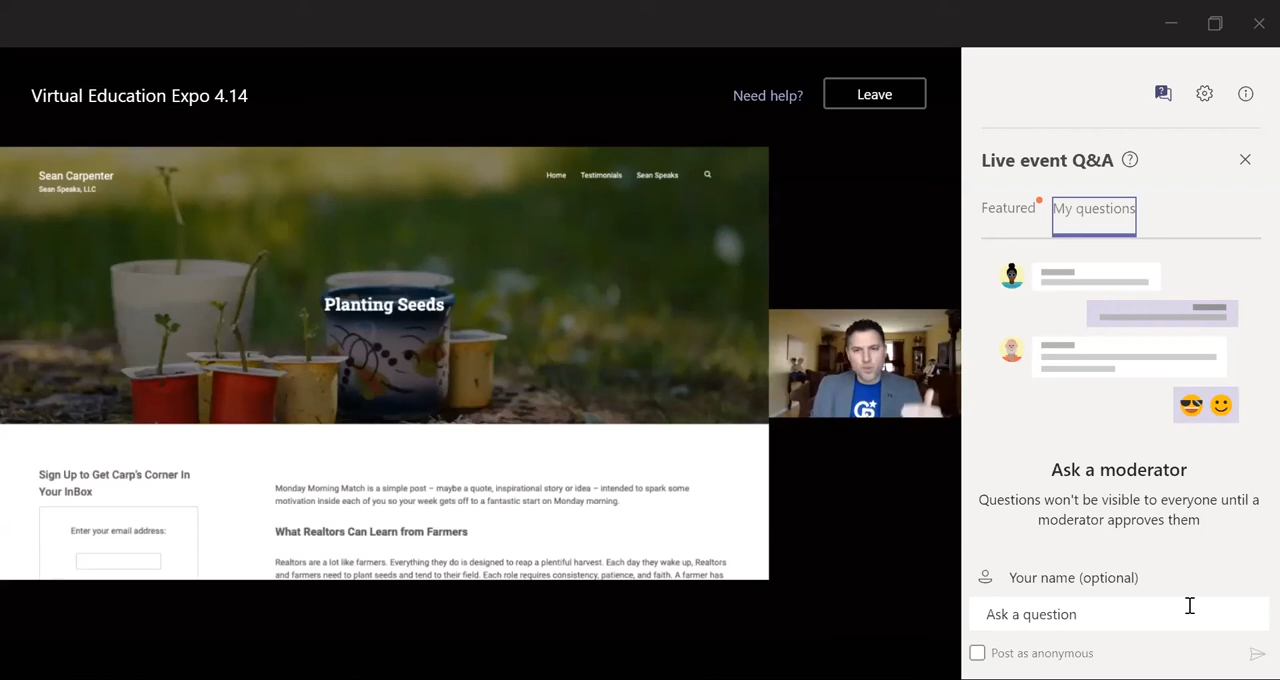 Virtual Education Expo 4.14
Need help?
Leave
Sean Carpenter
Sean Speaks, LLC
Home
Testimonials
Sean Speaks
Planting Seeds
Sign Up to Get Carp's Corner In
Your InBox
Enter your email address:
Monday Morning Match is a simple post – maybe a quote, inspirational story or idea – intended to spark some
motivation inside each of you so your week gets off to a fantastic start on Monday morning.
What Realtors Can Learn from Farmers
Realtors are a lot like farmers. Everything they do is designed to reap a plentiful harvest. Each day they wake up, Realtors
and farmers need to plant seeds and tend to their field. Each role requires consistency, patience, and faith. A farmer has
Live event Q&A
Featured
My questions
Ask a moderator
Questions won't be visible to everyone until a
moderator approves them
Your name (optional)
Ask a question
Post as anonymous